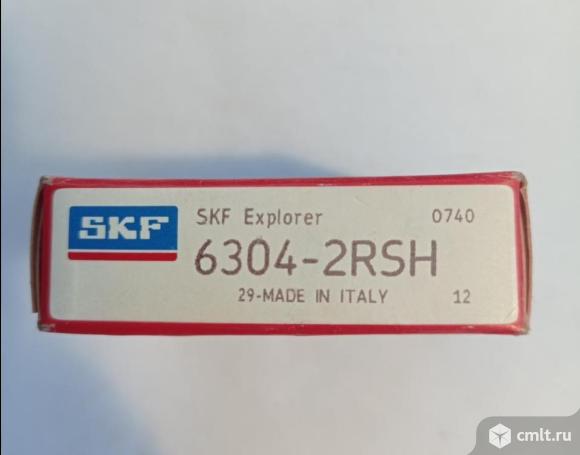 SKF
SKF Explorer 0740
6304-2RSH
29-MADE IN ITALY 12
cmlt.ru